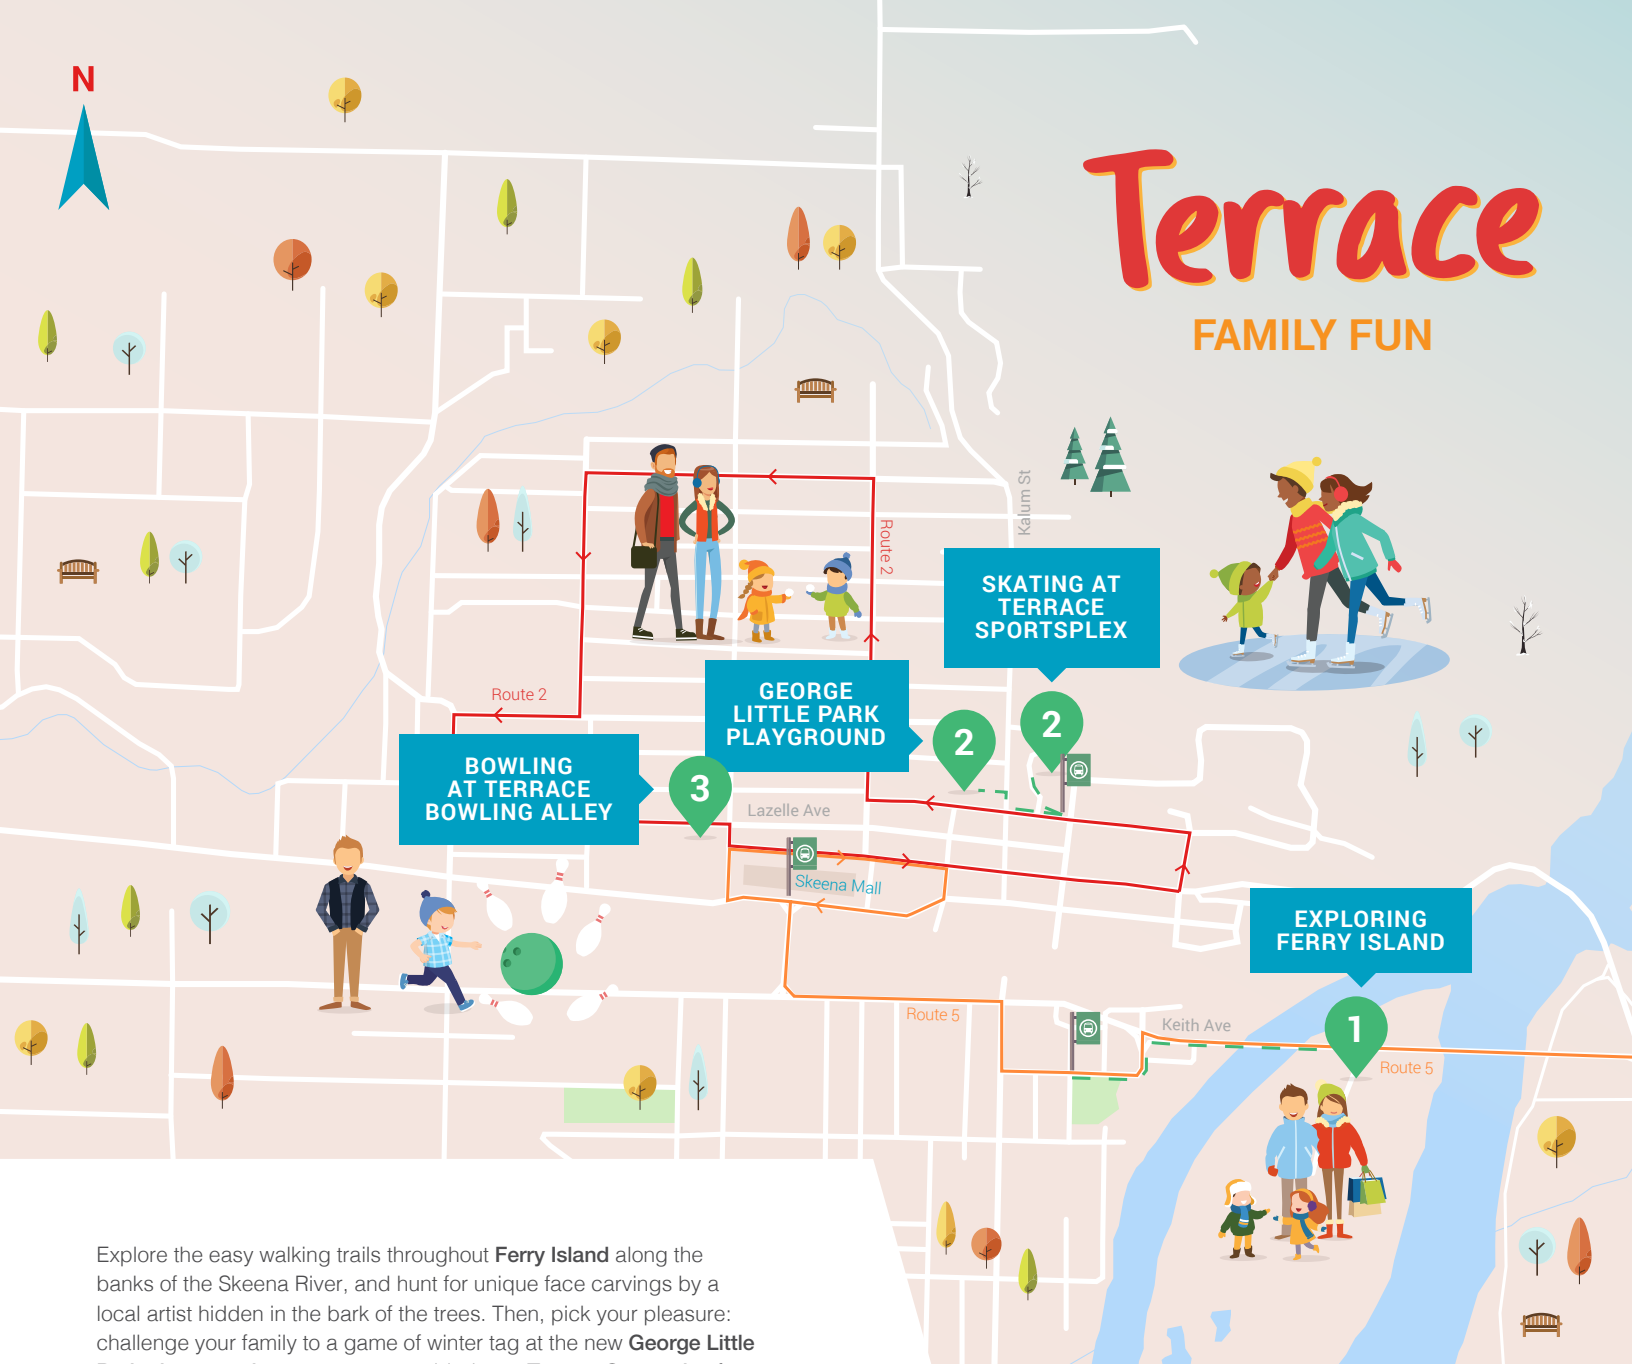 N
Terrace
FAMILY FUN
Kalum St
Route 2
SKATING AT
TERRACE
SPORTSPLEX
GEORGE
LITTLE PARK
PLAYGROUND
2
2
Route 2
BOWLING
AT TERRACE
BOWLING ALLEY
3
Lazelle Ave
Skeena Mall
EXPLORING
FERRY ISLAND
1
Route 5
Keith Ave
Route 5
Explore the easy walking trails throughout Ferry Island along the
banks of the Skeena River, and hunt for unique face carvings by a
local artist hidden in the bark of the trees. Then, pick your pleasure:
challenge your family to a game of winter tag at the new George Little